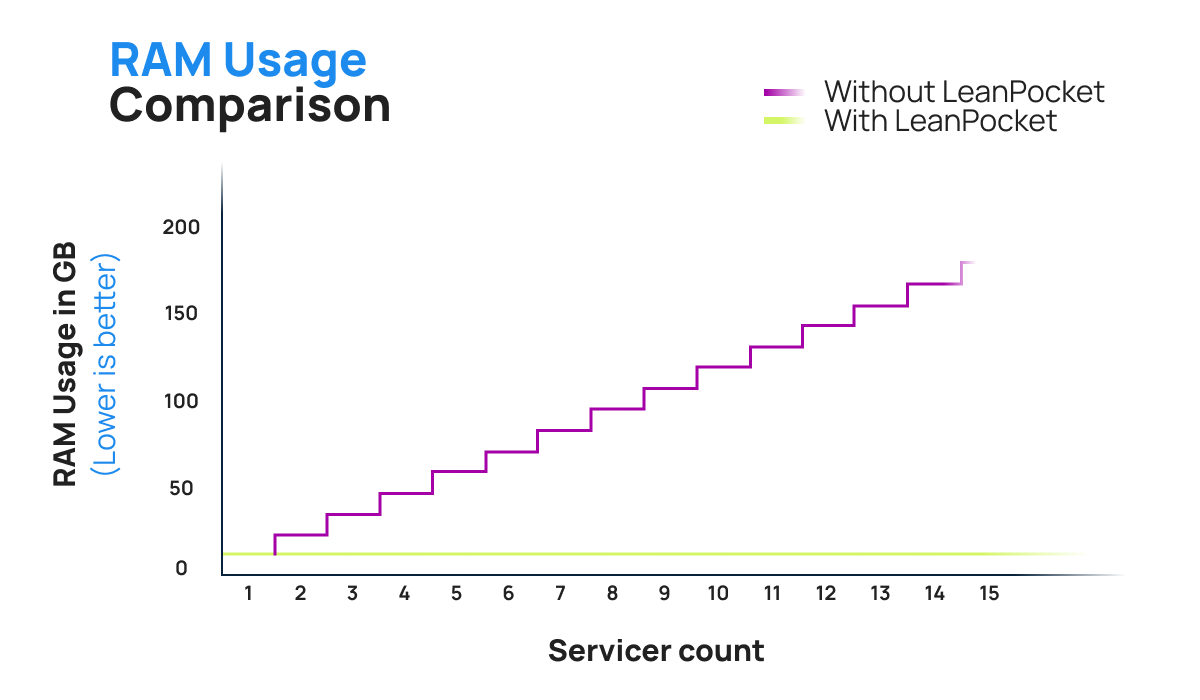 RAM Usage
Comparison
Without LeanPocket
With LeanPocket
RAM Usage in GB
(Lower is better)
200
150
100
50
0
1 2 3 4 5 6 7 8 9 10 11 12 13 14 15
Servicer count